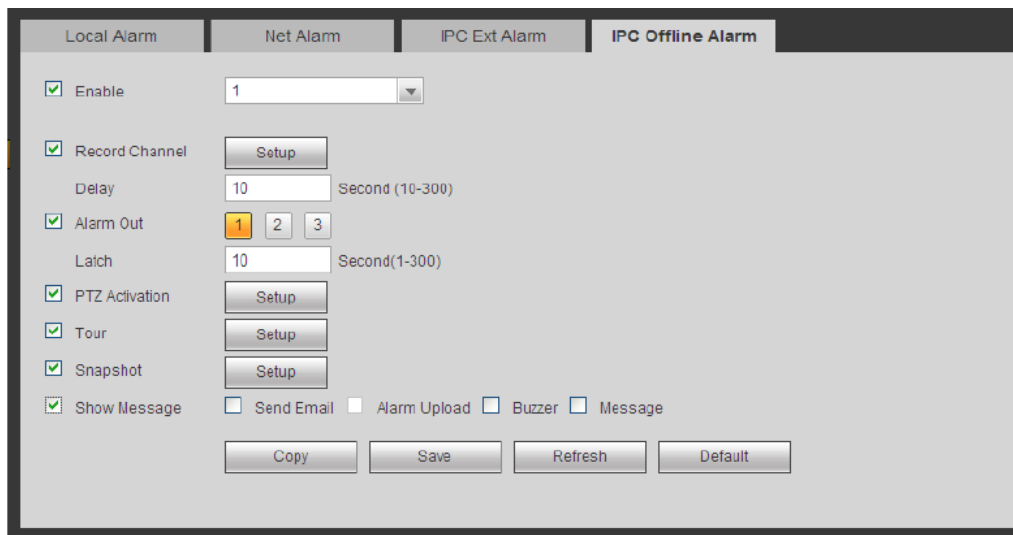 Local Alarm Net Alarm IPC Ext Alarm IPC Offline Alarm
Enable 1
Record Channel Setup
Delay 10 Second (10-300)
Alarm Out 1 2 3
Latch 10 Second(1-300)
PTZ Activation Setup
Tour Setup
Snapshot Setup
Show Message Send Email Alarm Upload Buzzer Message
Copy Save Refresh Default